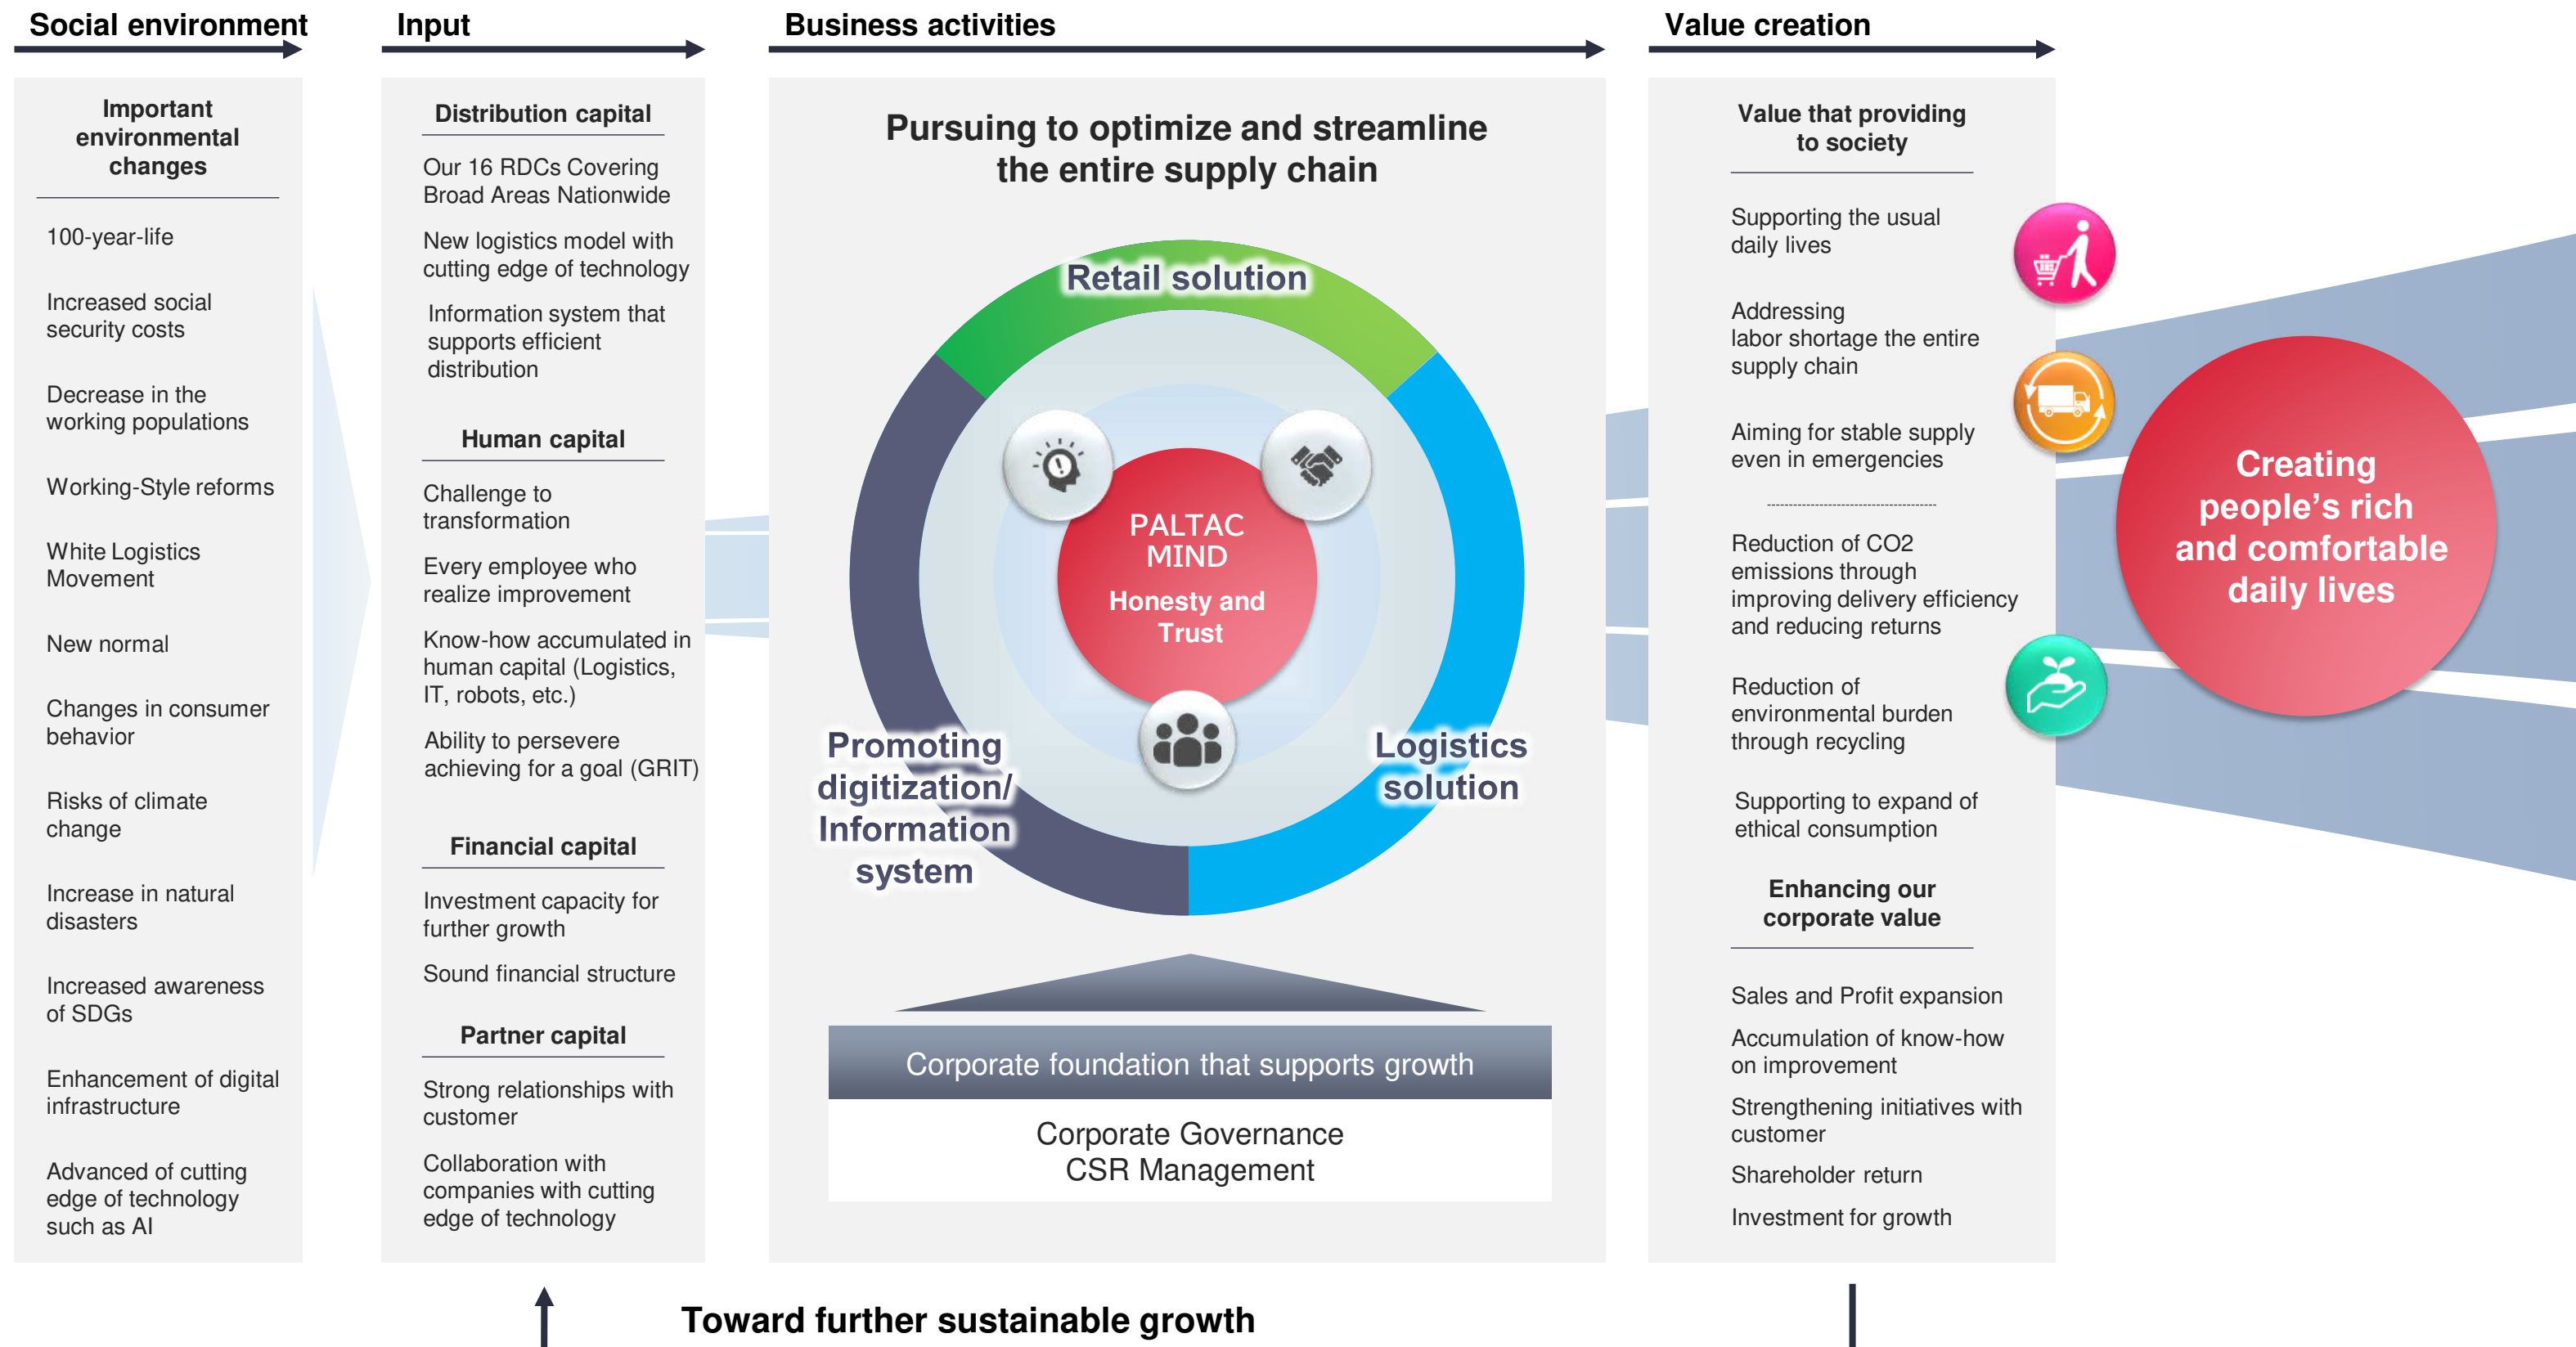 Social environment
Important
environmental
changes
100-year-life
Increased social
security costs
Decrease in the
working populations
Working-Style reforms
White Logistics
Movement
New normal
Changes in consumer
behavior
Risks of climate
change
Increase in natural
disasters
Increased awareness
of SDGs
Enhancement of digital
infrastructure
Advanced of cutting
edge of technology
such as AI
Input
Distribution capital
Our 16 RDCs Covering
Broad Areas Nationwide
New logistics model with
cutting edge of technology
Information system that
supports efficient
distribution
Human capital
Challenge to
transformation
Every employee who
realize improvement
Know-how accumulated in
human capital (Logistics,
IT, robots, etc.)
Ability to persevere
achieving for a goal (GRIT)
Financial capital
Investment capacity for
further growth
Sound financial structure
Partner capital
Strong relationships with
customer
Collaboration with
companies with cutting
edge of technology
Business activities
Pursuing to optimize and streamline
the entire supply chain
Retail solution
PALTAC
MIND
Honesty and
Trust
Promoting
digitization/
Information
system
Logistics
solution
Corporate foundation that supports growth
Corporate Governance
CSR Management
Value creation
Value that providing
to society
Supporting the usual
daily lives
Addressing
labor shortage the entire
supply chain
Aiming for stable supply
even in emergencies
Reduction of CO2
emissions through
improving delivery efficiency
and reducing returns
Reduction of
environmental burden
through recycling
Supporting to expand of
ethical consumption
Enhancing our
corporate value
Sales and Profit expansion
Accumulation of know-how
on improvement
Strengthening initiatives with
customer
Shareholder return
Investment for growth
Creating
people’s rich
and comfortable
daily lives
Toward further sustainable growth